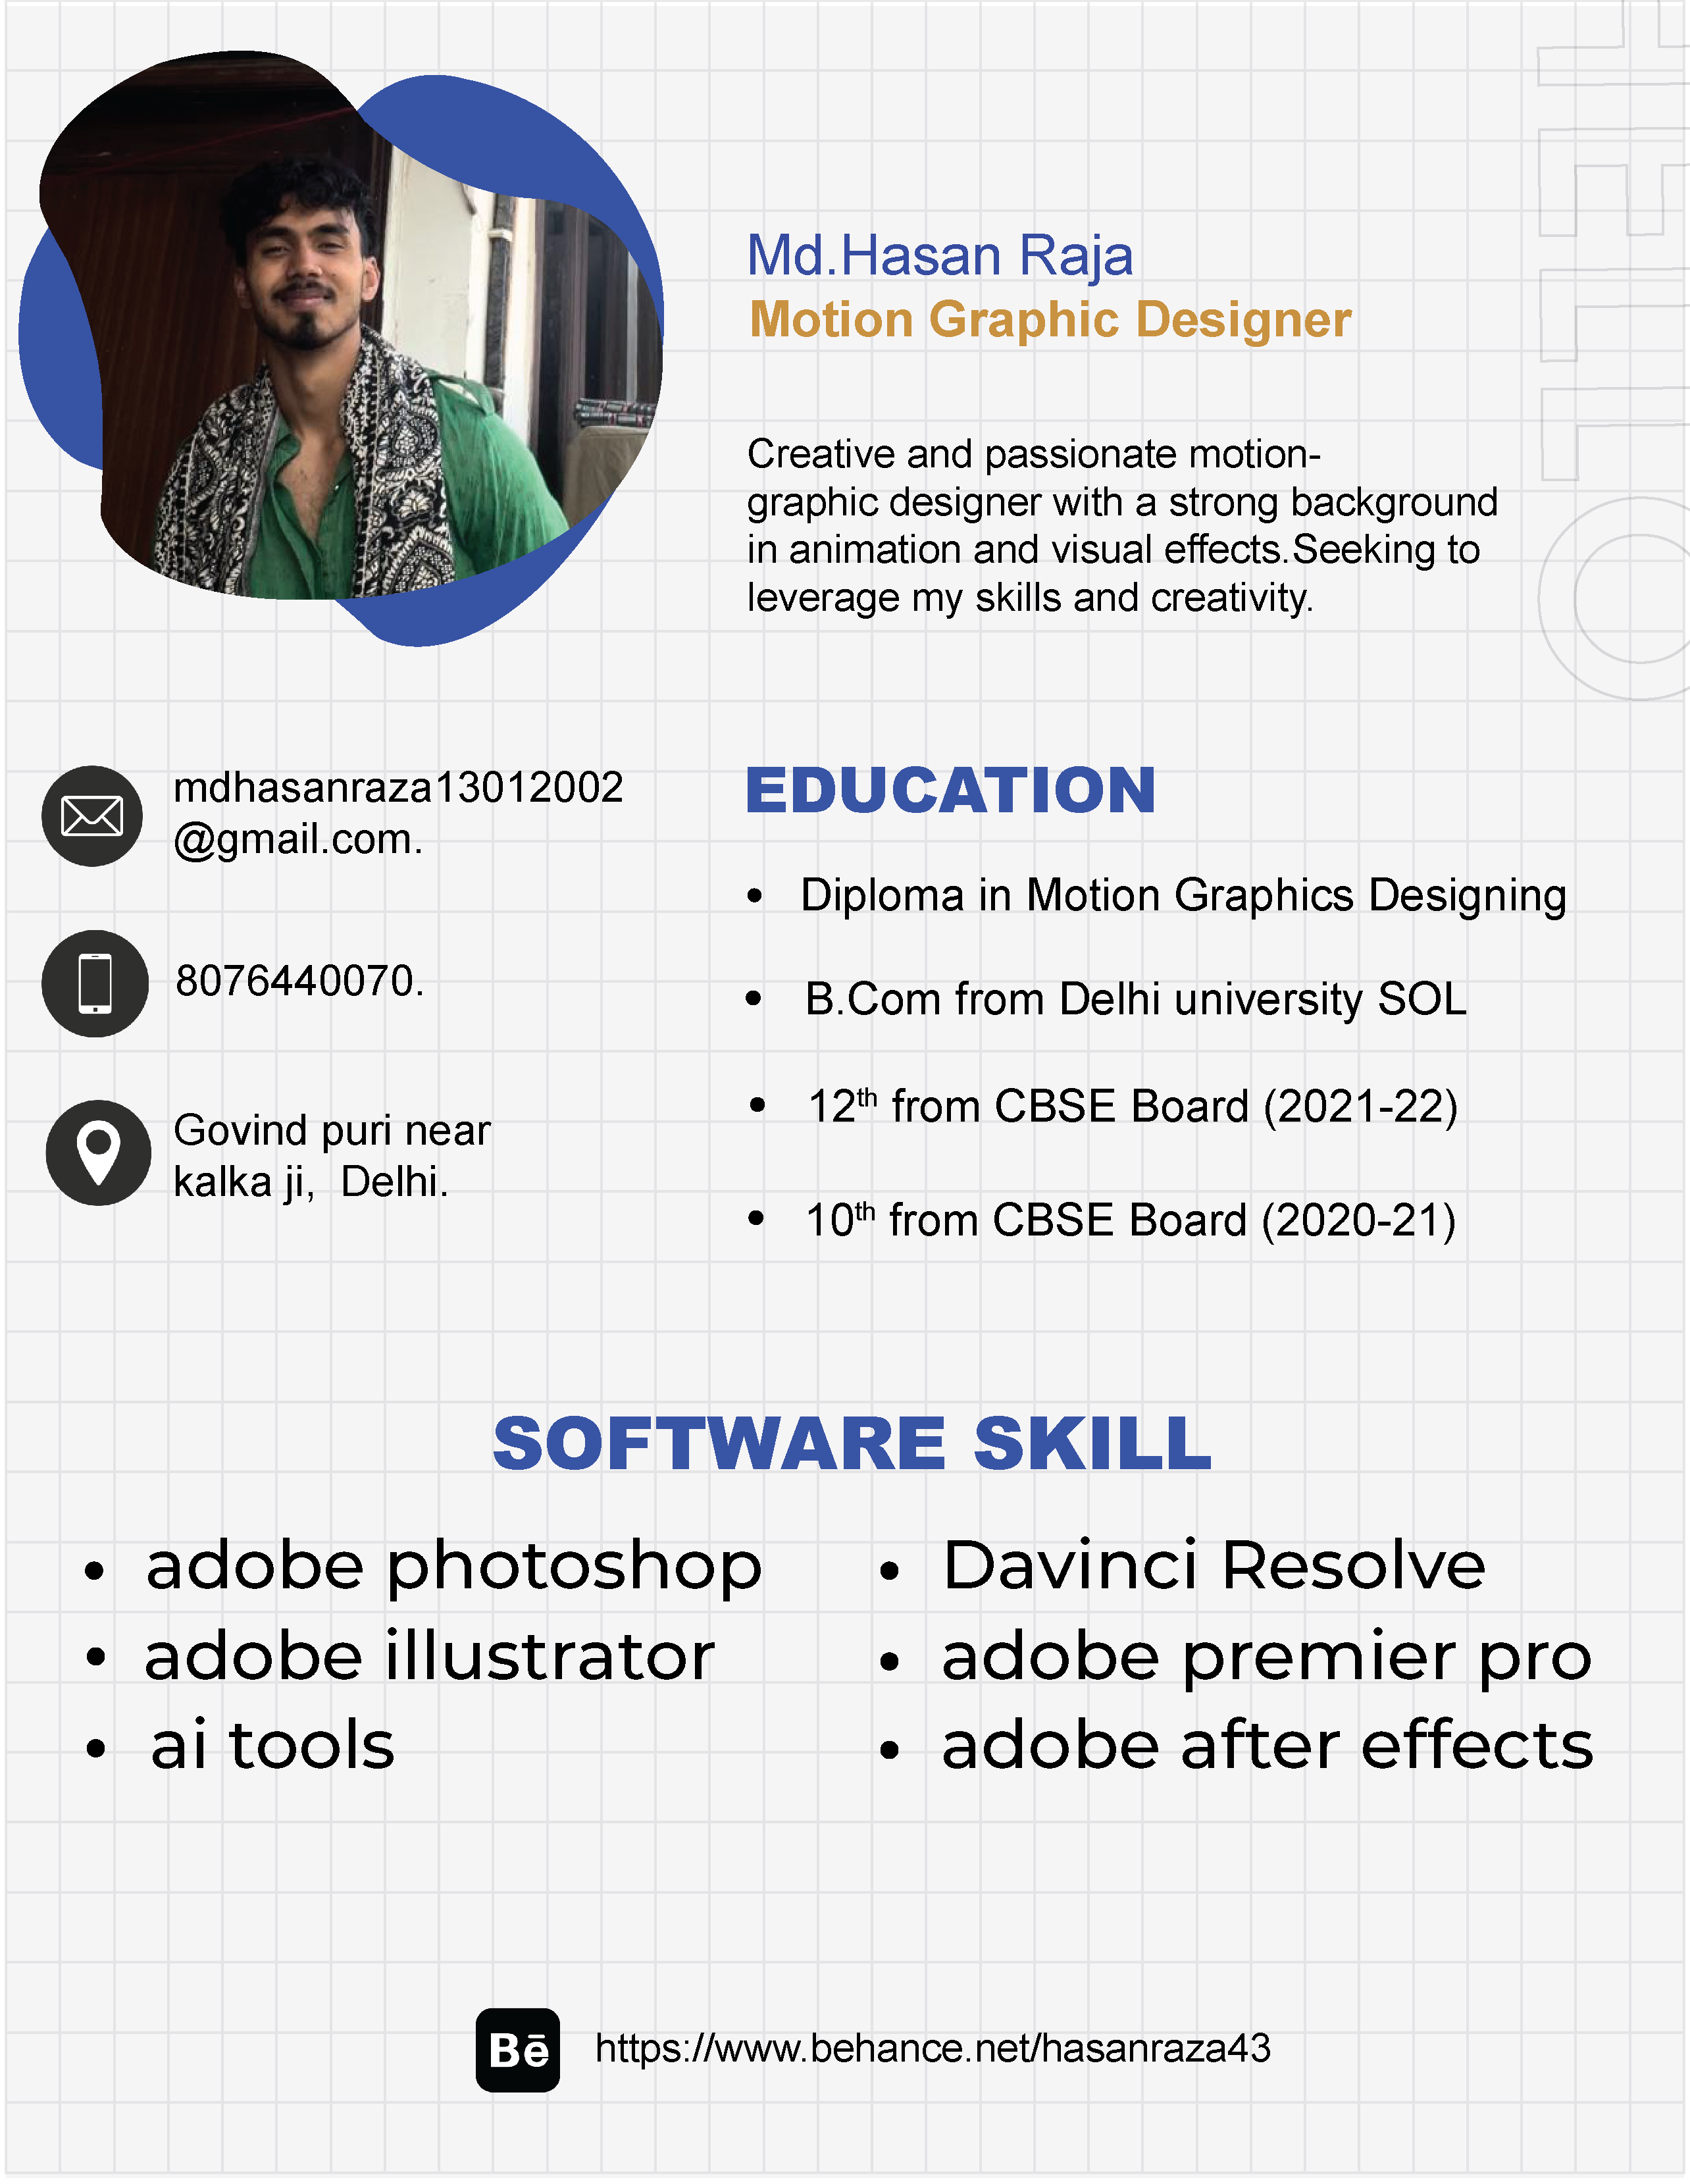 HELLO
Md.Hasan Raja
Motion Graphic Designer
Creative and passionate motion-
graphic designer with a strong background
in animation and visual effects.Seeking to
leverage my skills and creativity.
mdhasanraza13012002
@gmail.com.
8076440070.
Govind puri near
kalka ji, Delhi.
EDUCATION
• Diploma in Motion Graphics Designing
• B.Com from Delhi university SOL
• 12th from CBSE Board (2021-22)
• 10th from CBSE Board (2020-21)
SOFTWARE SKILL
• adobe photoshop
• adobe illustrator
• ai tools
• Davinci Resolve
• adobe premier pro
• adobe after effects
Bē
https://www.behance.net/hasanraza43